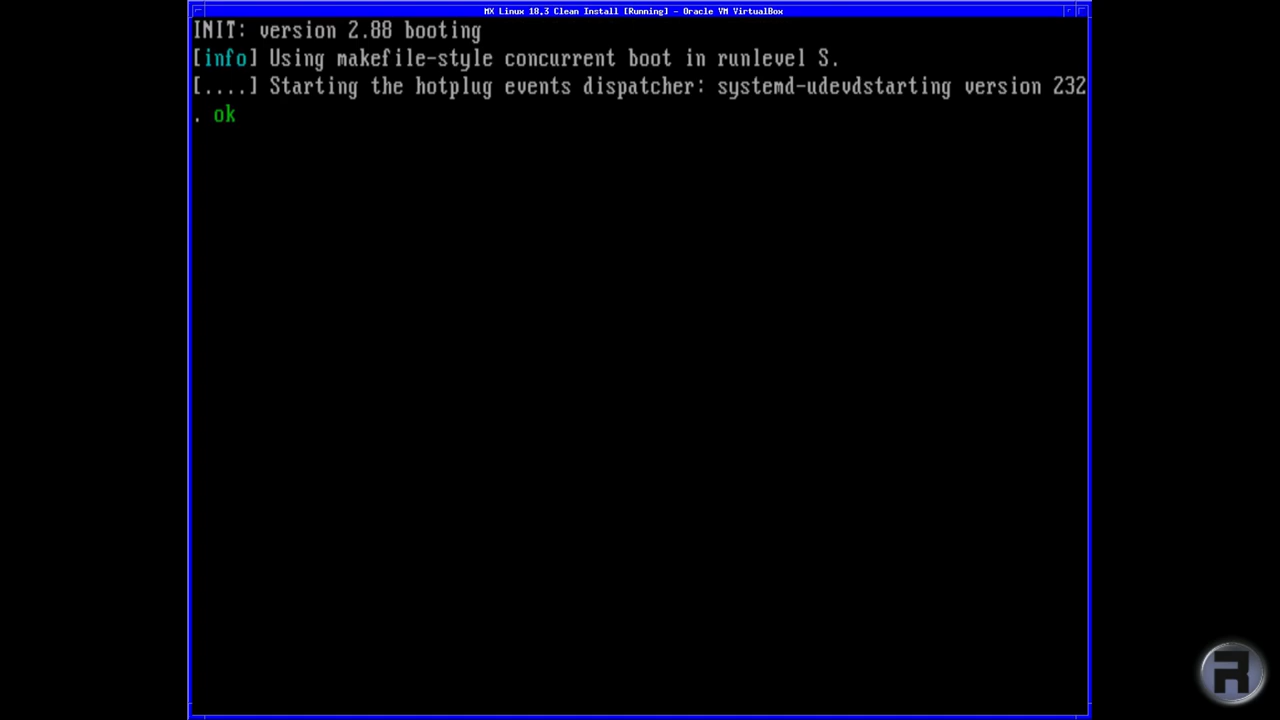 MX Linux 18.3 Clean Install [Running] - Oracle VM VirtualBox
INIT: version 2.88 booting
[info] Using makefile-style concurrent boot in runlevel S.
[....] Starting the hotplug events dispatcher: systemd-udevdstarting version 232
. ok
R